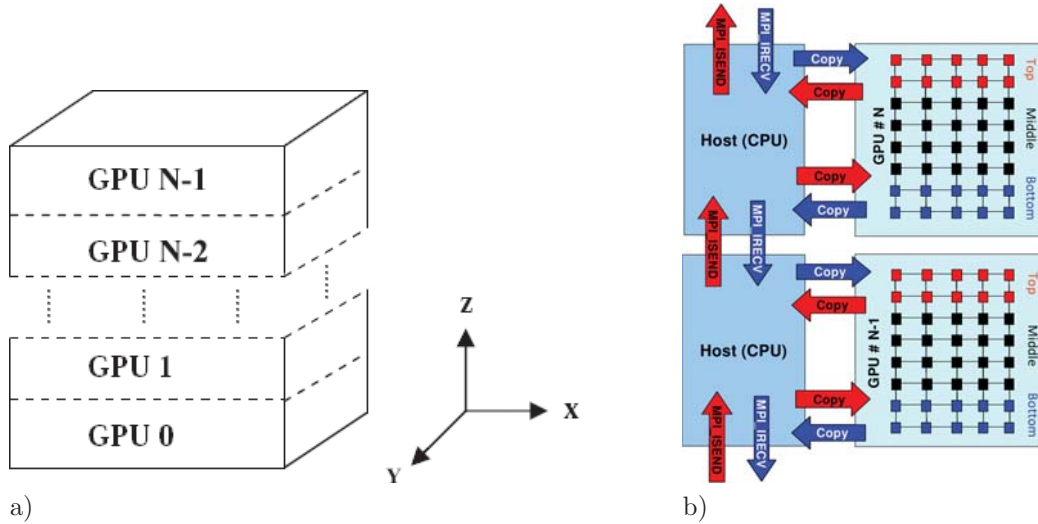 GPU N-1
GPU N-2
GPU 1
GPU 0
Z
X
Y
a)
MPI_ISEND
MPI_IRECV
Copy
Copy
Host (CPU)
GPU # N
Top
Middle
Bottom
Copy
Copy
MPI_ISEND
MPI_IRECV
Copy
Copy
Host (CPU)
GPU # N-1
Top
Middle
Bottom
Copy
Copy
MPI_ISEND
MPI_IRECV
b)